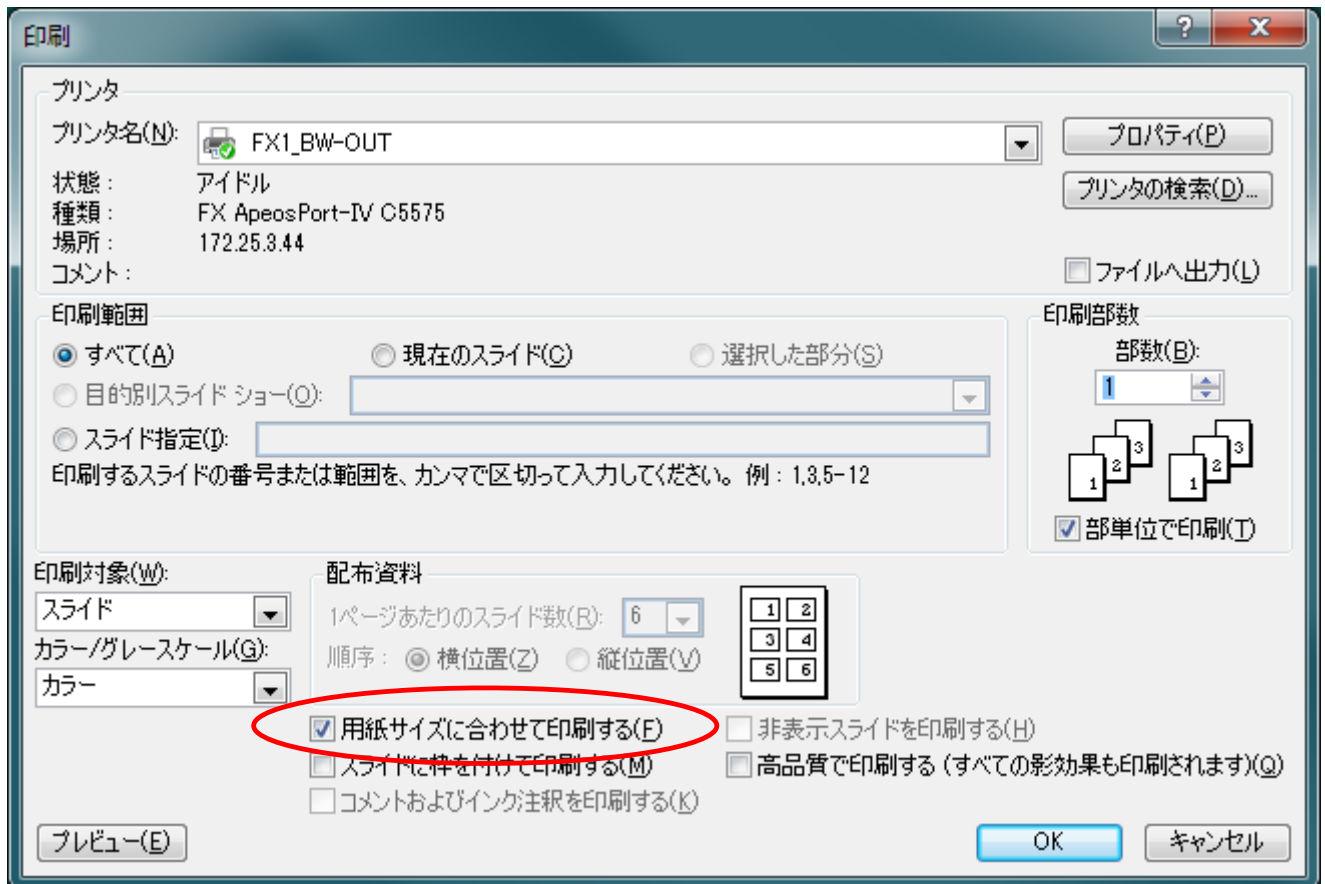 印刷
?
プリンタ
プリンタ名(N): FX1_BW-OUT プロパティ(P)
状態: アイドル プリンタの検索(D)...
種類: FX ApeosPort-IV C5575
場所: 172.25.3.44
コメント: ファイルへ出力(L)
印刷範囲
すべて(A) 現在のスライド(C) 選択した部分(S)
目的別スライド ショー(O):
スライド指定(I):
印刷するスライドの番号または範囲を、カンマで区切って入力してください。例:1,3,5-12
印刷部数
部数(B):
1
1 2 3 1 2 3
部単位で印刷(T)
印刷対象(W):
スライド
カラー/グレースケール(G):
カラー
配布資料
1ページあたりのスライド数(R): 6
順序: 横位置(Z) 縦位置(V)
1 2
3 4
5 6
用紙サイズに合わせて印刷する(F) 非表示スライドを印刷する(H)
スライドに枠を付けて印刷する(M) 高品質で印刷する (すべての影効果も印刷されます)(Q)
コメントおよびインク注釈を印刷する(K)
プレビュー(E) OK キャンセル